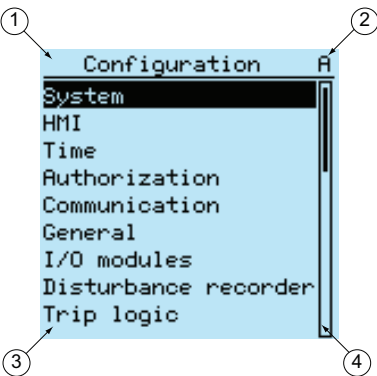 1 2
Configuration A
System
HMI
Time
Authorization
Communication
General
I/O modules
Disturbance recorder
Trip logic
3 4